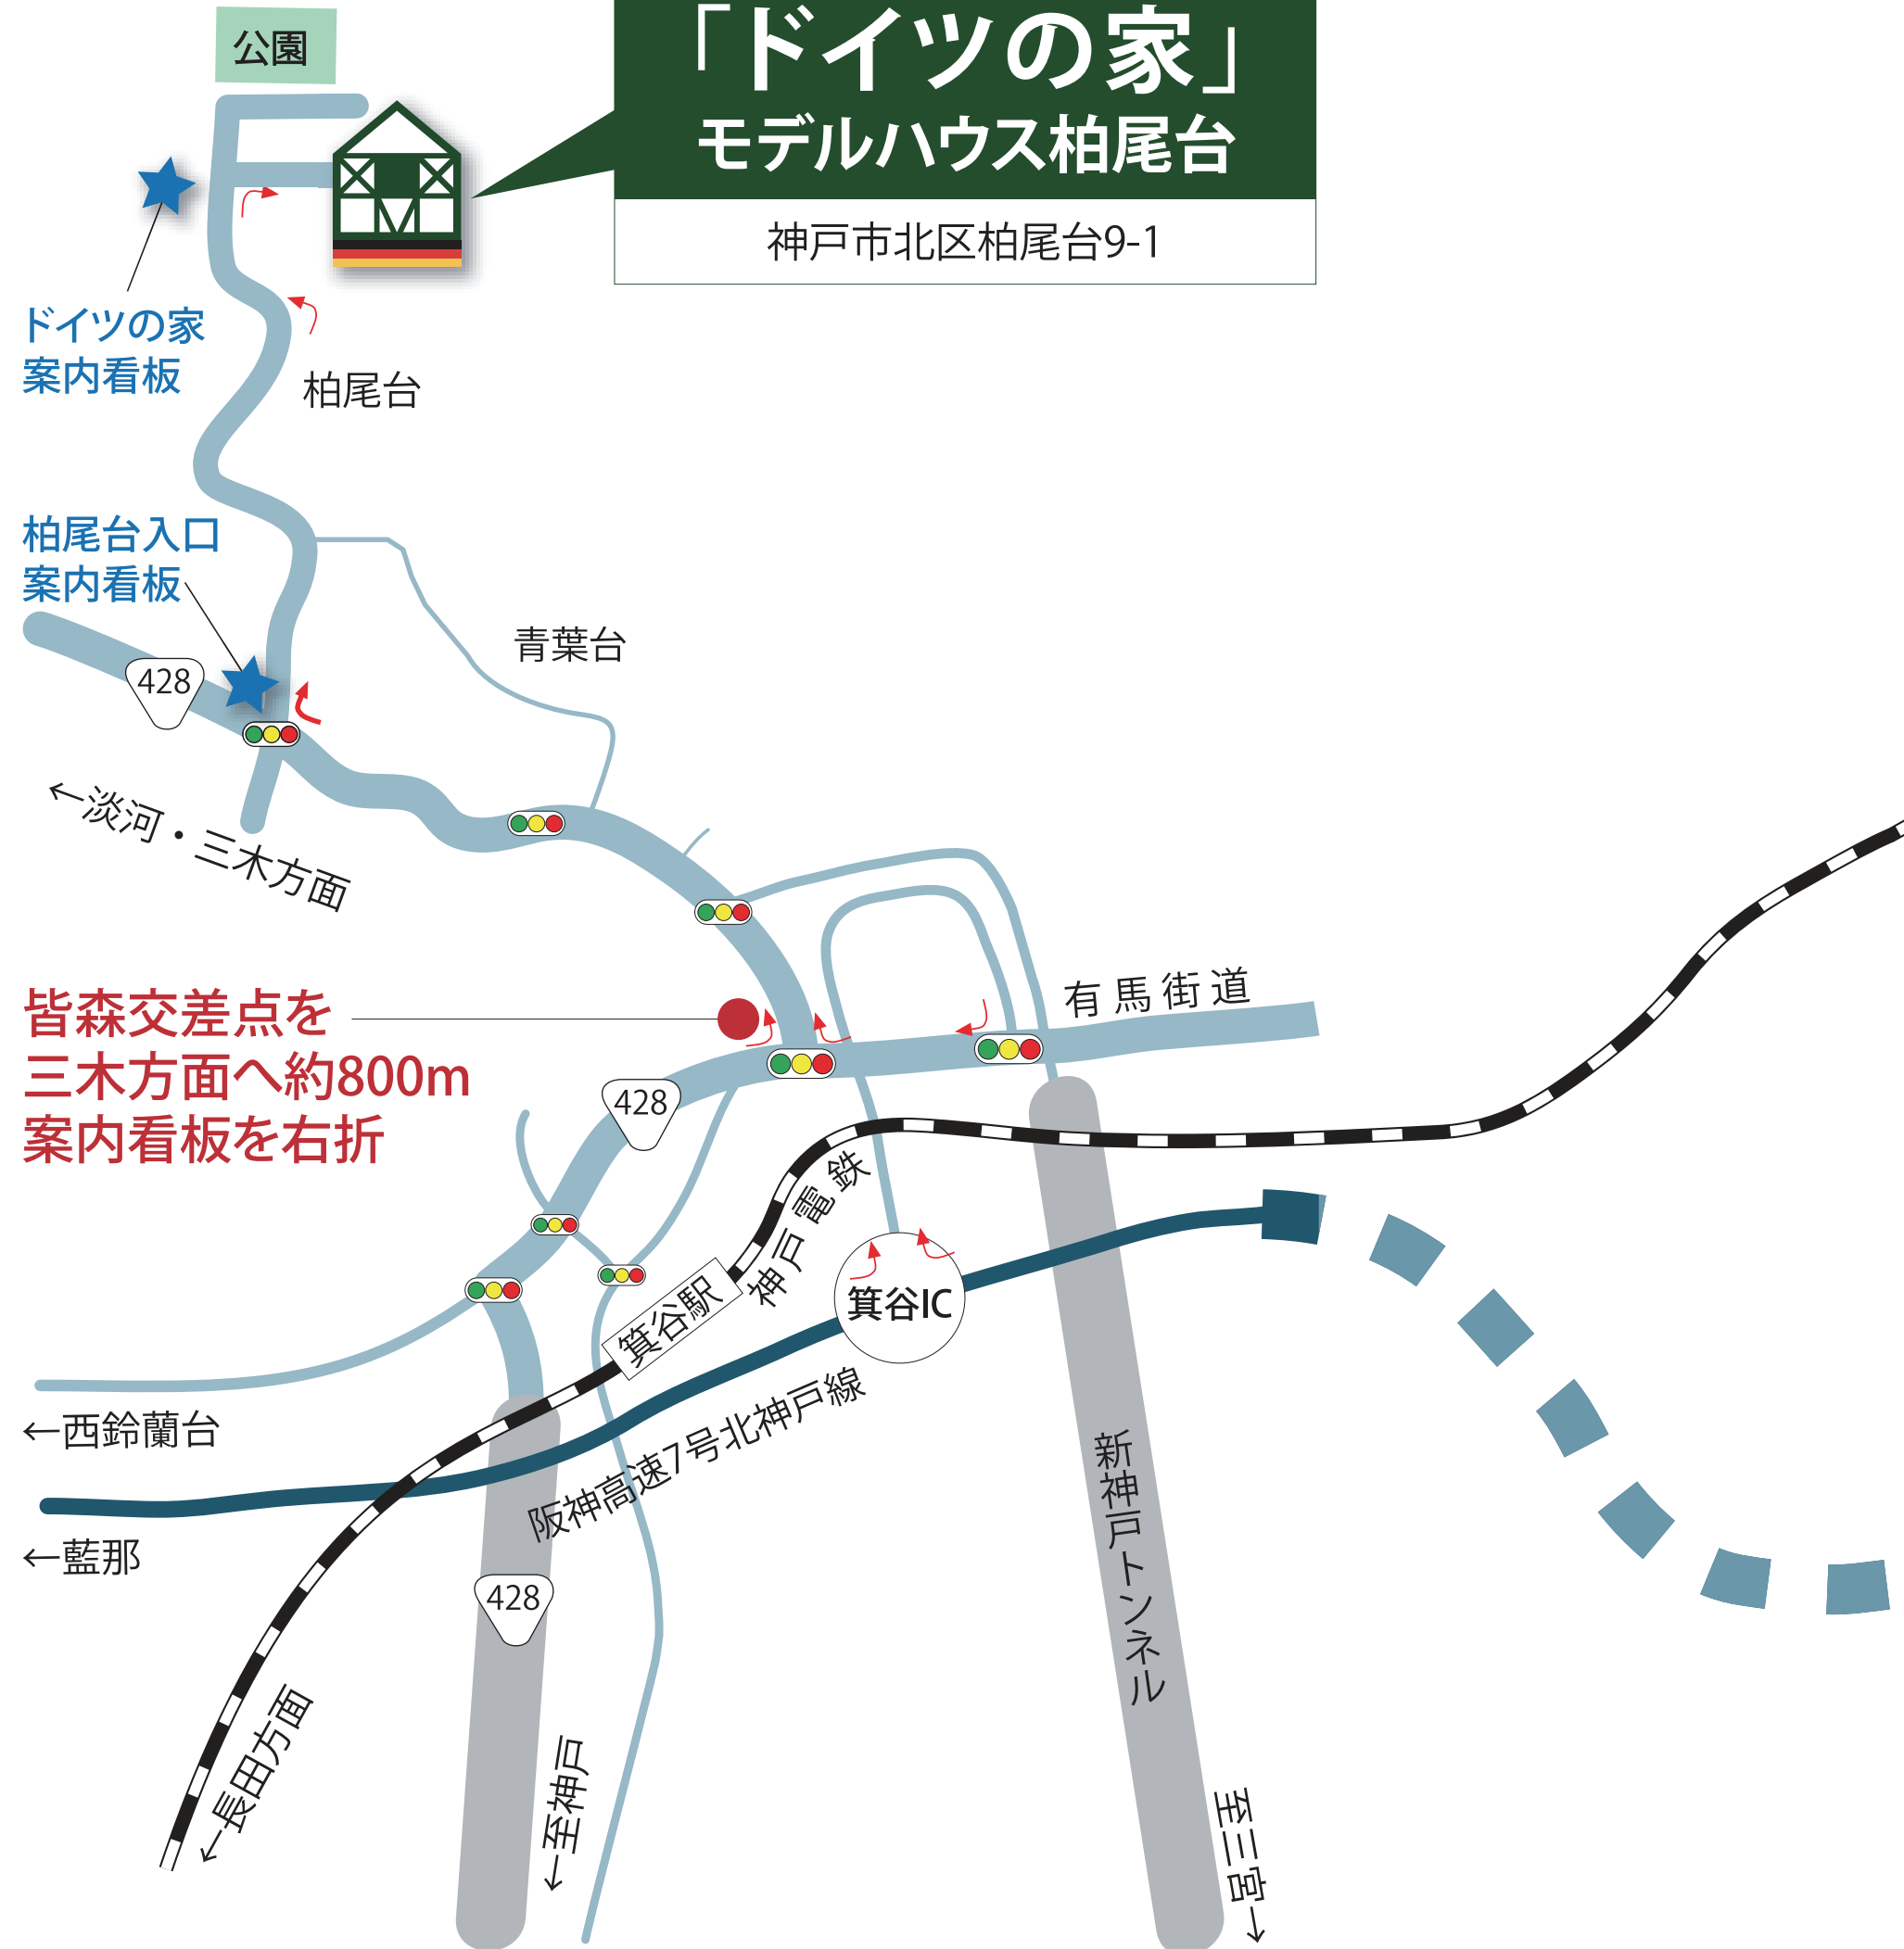 公園
「ドイツの家」
モデルハウス柏尾台
神戸市北区柏尾台9-1
ドイツの家
案内看板
柏尾台
柏尾台入口
案内看板
青葉台
428
←淡河・三木方面
有馬街道
皆森交差点を
三木方面へ約800m
案内看板を右折
428
神戸電鉄
箕谷駅
箕谷IC
←西鈴蘭台
阪神高速7号北神戸線
新神戸トンネル
←藍那
428
←長田方面
←至神戸
至三宮→